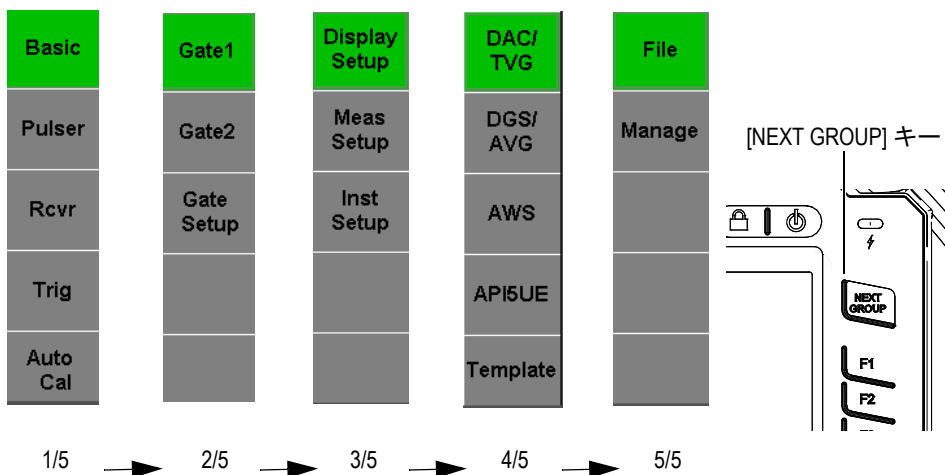 Basic
Pulser
Rcvr
Trig
Auto
Cal
Gate1
Gate2
Gate
Setup
Display
Setup
Meas
Setup
Inst
Setup
DAC/
TVG
DGS/
AVG
AWS
API5UE
Template
File
Manage
[NEXT GROUP] キー
NEXT
GROUP
F1
F2
1/5
2/5
3/5
4/5
5/5